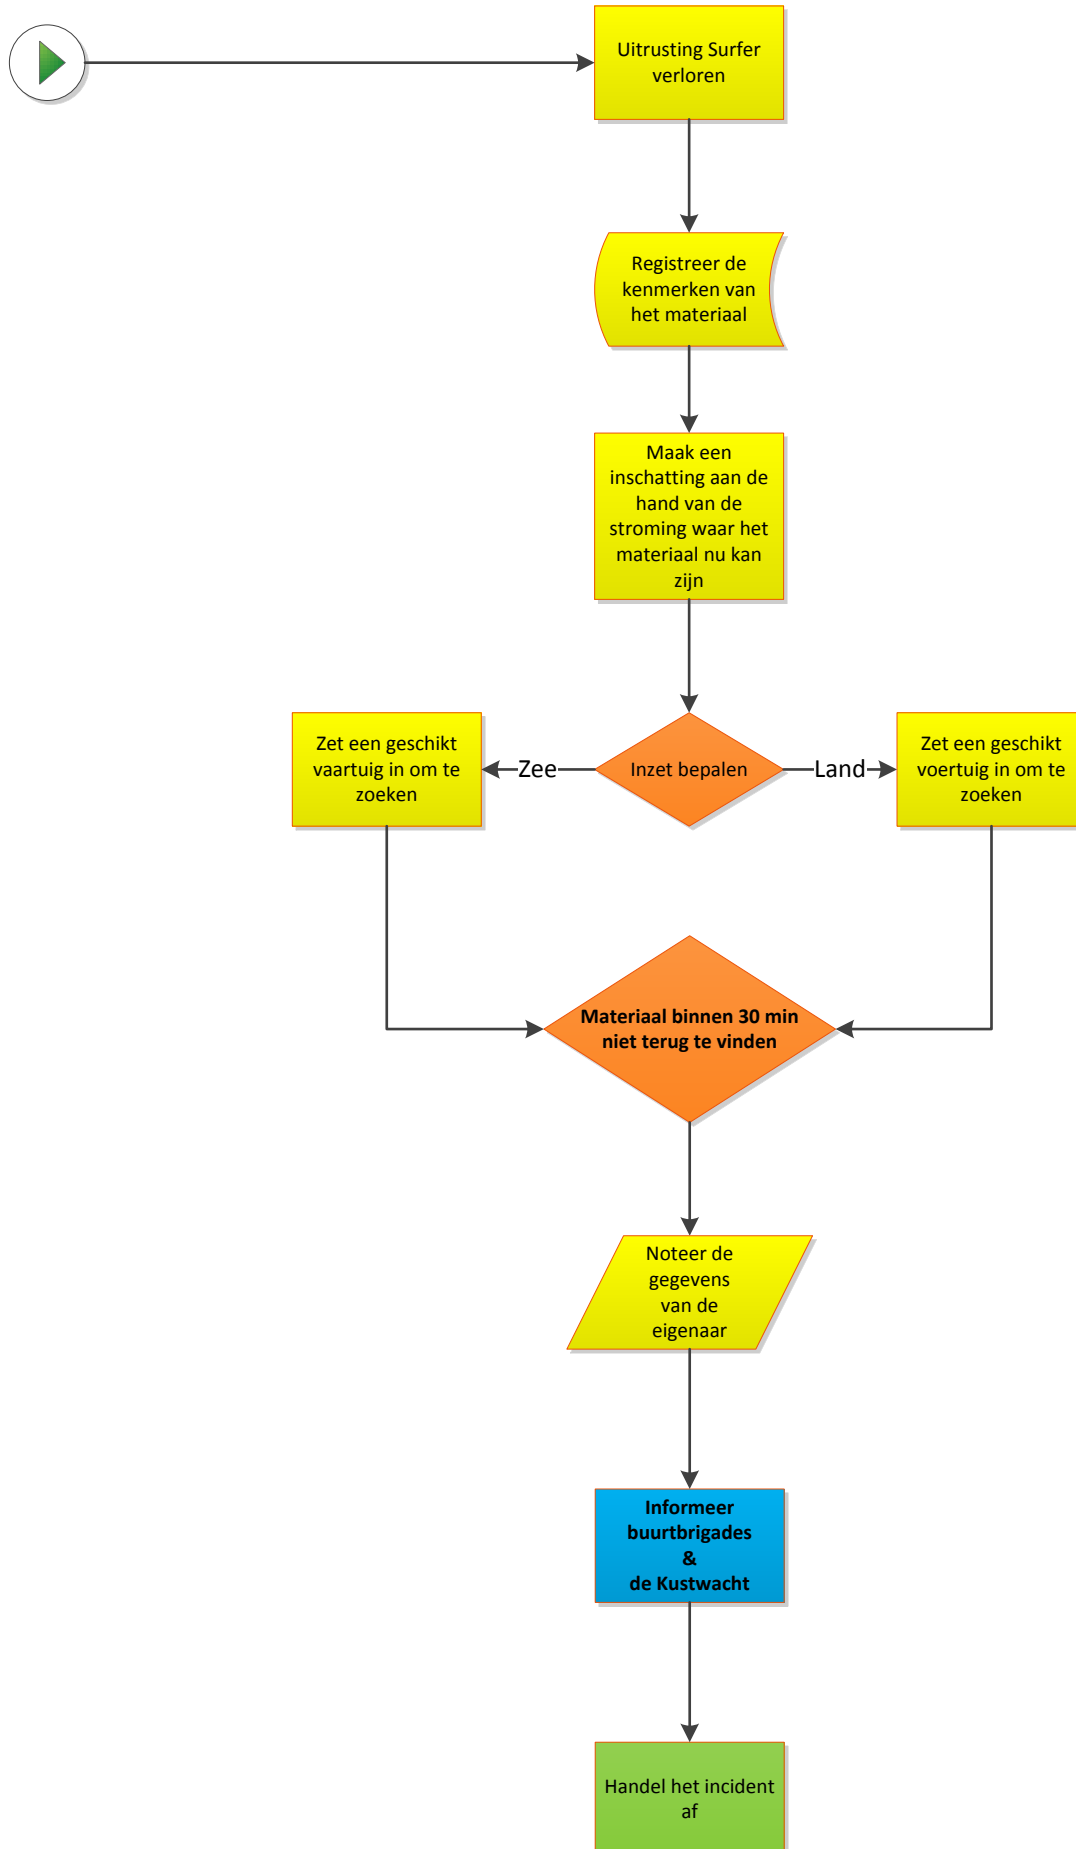 Uitrusting Surfer
verloren
Registreer de
kenmerken van
het materiaal
Maak een
inschatting aan de
hand van de
stroming waar het
materiaal nu kan
zijn
Zet een geschikt
vaartuig in om te
zoeken
Zee
Inzet bepalen
Land
Zet een geschikt
voertuig in om te
zoeken
Materiaal binnen 30 min
niet terug te vinden
Noteer de
gegevens
van de
eigenaar
Informeer
buurtbrigades
&
de Kustwacht
Handel het incident
af